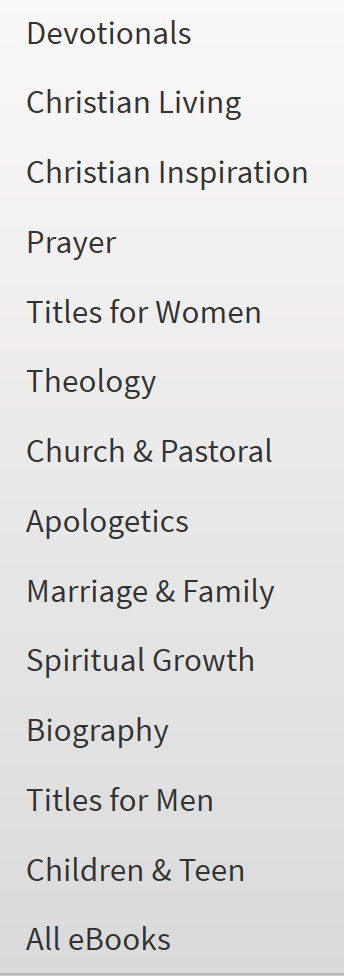 Devotionals
Christian Living
Christian Inspiration
Prayer
Titles for Women
Theology
Church & Pastoral
Apologetics
Marriage & Family
Spiritual Growth
Biography
Titles for Men
Children & Teen
All eBooks